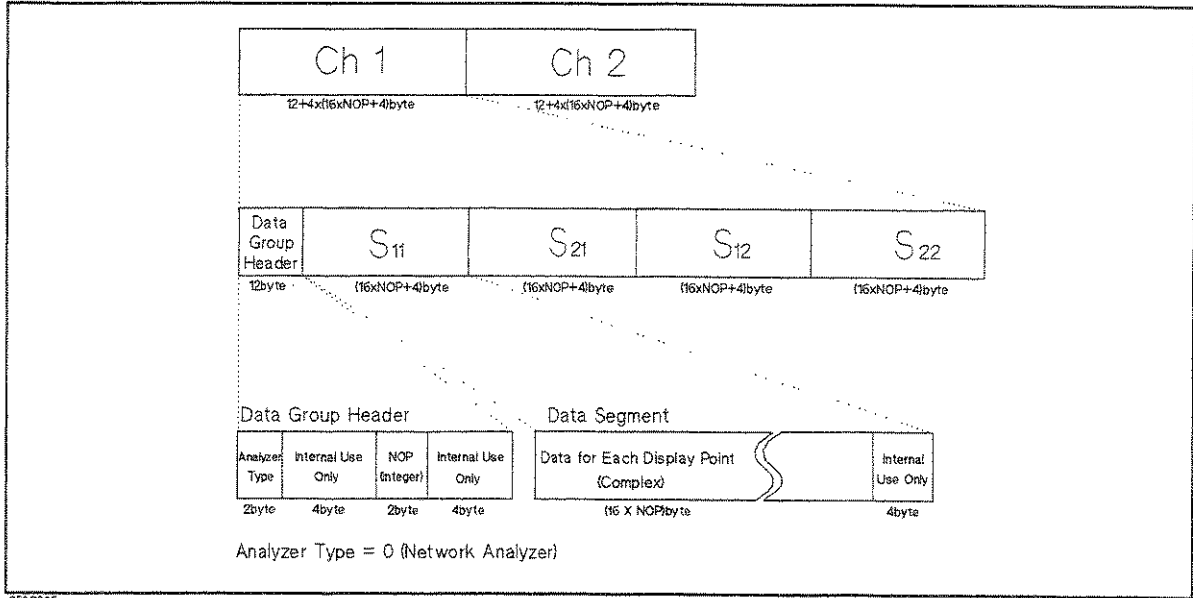 Ch 1 Ch 2
12+4x(16xNOP+4)byte 12+4x(16xNOP+4)byte
Data
Group
Header
S11 S21 S12 S22
12byte (16xNOP+4)byte (16xNOP+4)byte (16xNOP+4)byte (16xNOP+4)byte
Data Group Header Data Segment
Analyzer
Type
Internal Use
Only
NOP
(Integer)
Internal Use
Only
Data for Each Display Point
(Complex)
Internal
Use Only
2byte 4byte 2byte 4byte (16 X NOP)byte 4byte
Analyzer Type = 0 (Network Analyzer)